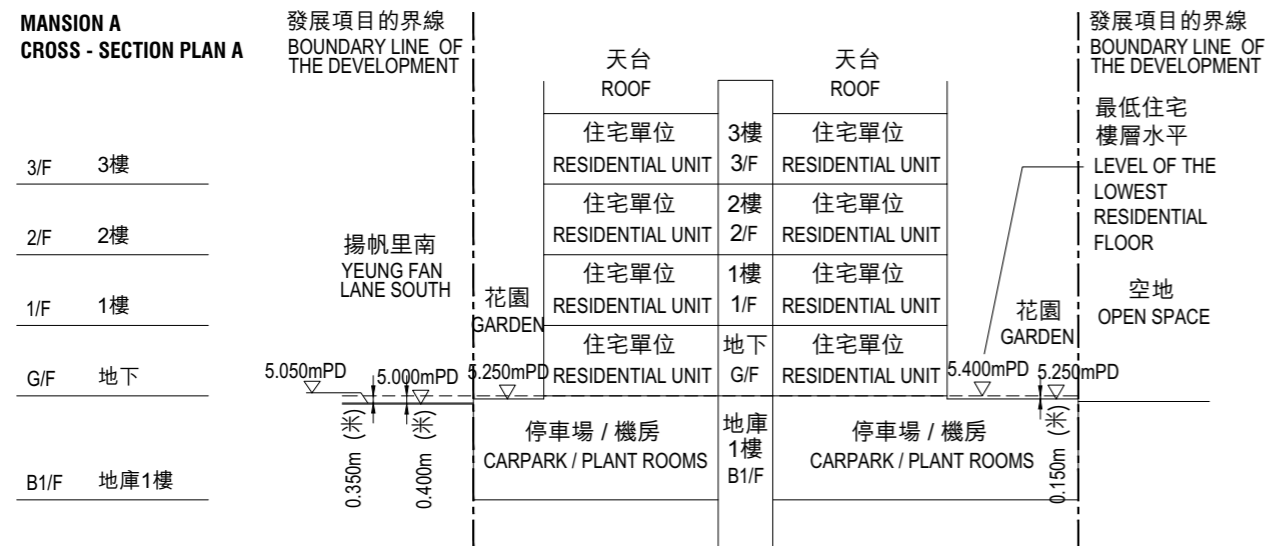 MANSION A
CROSS - SECTION PLAN A
發展項目的界線
BOUNDARY LINE OF
THE DEVELOPMENT
發展項目的界線
BOUNDARY LINE OF
THE DEVELOPMENT
天台
ROOF
天台
ROOF
最低住宅
樓層水平
LEVEL OF THE
LOWEST
RESIDENTIAL
FLOOR
3/F 3樓
住宅單位
RESIDENTIAL UNIT
3樓
3/F
住宅單位
RESIDENTIAL UNIT
2/F 2樓
住宅單位
RESIDENTIAL UNIT
2樓
2/F
住宅單位
RESIDENTIAL UNIT
揚帆里南
YEUNG FAN
LANE SOUTH
1/F 1樓
花園
GARDEN
住宅單位
RESIDENTIAL UNIT
1樓
1/F
住宅單位
RESIDENTIAL UNIT
花園
GARDEN
空地
OPEN SPACE
G/F 地下
5.050mPD
5.000mPD
5.250mPD
住宅單位
RESIDENTIAL UNIT
地下
G/F
住宅單位
RESIDENTIAL UNIT
5.400mPD
5.250mPD
B1/F 地庫1樓
0.350m (米)
0.400m (米)
停車場 / 機房
CARPARK / PLANT ROOMS
地庫
1樓
B1/F
停車場 / 機房
CARPARK / PLANT ROOMS
0.150m (米)